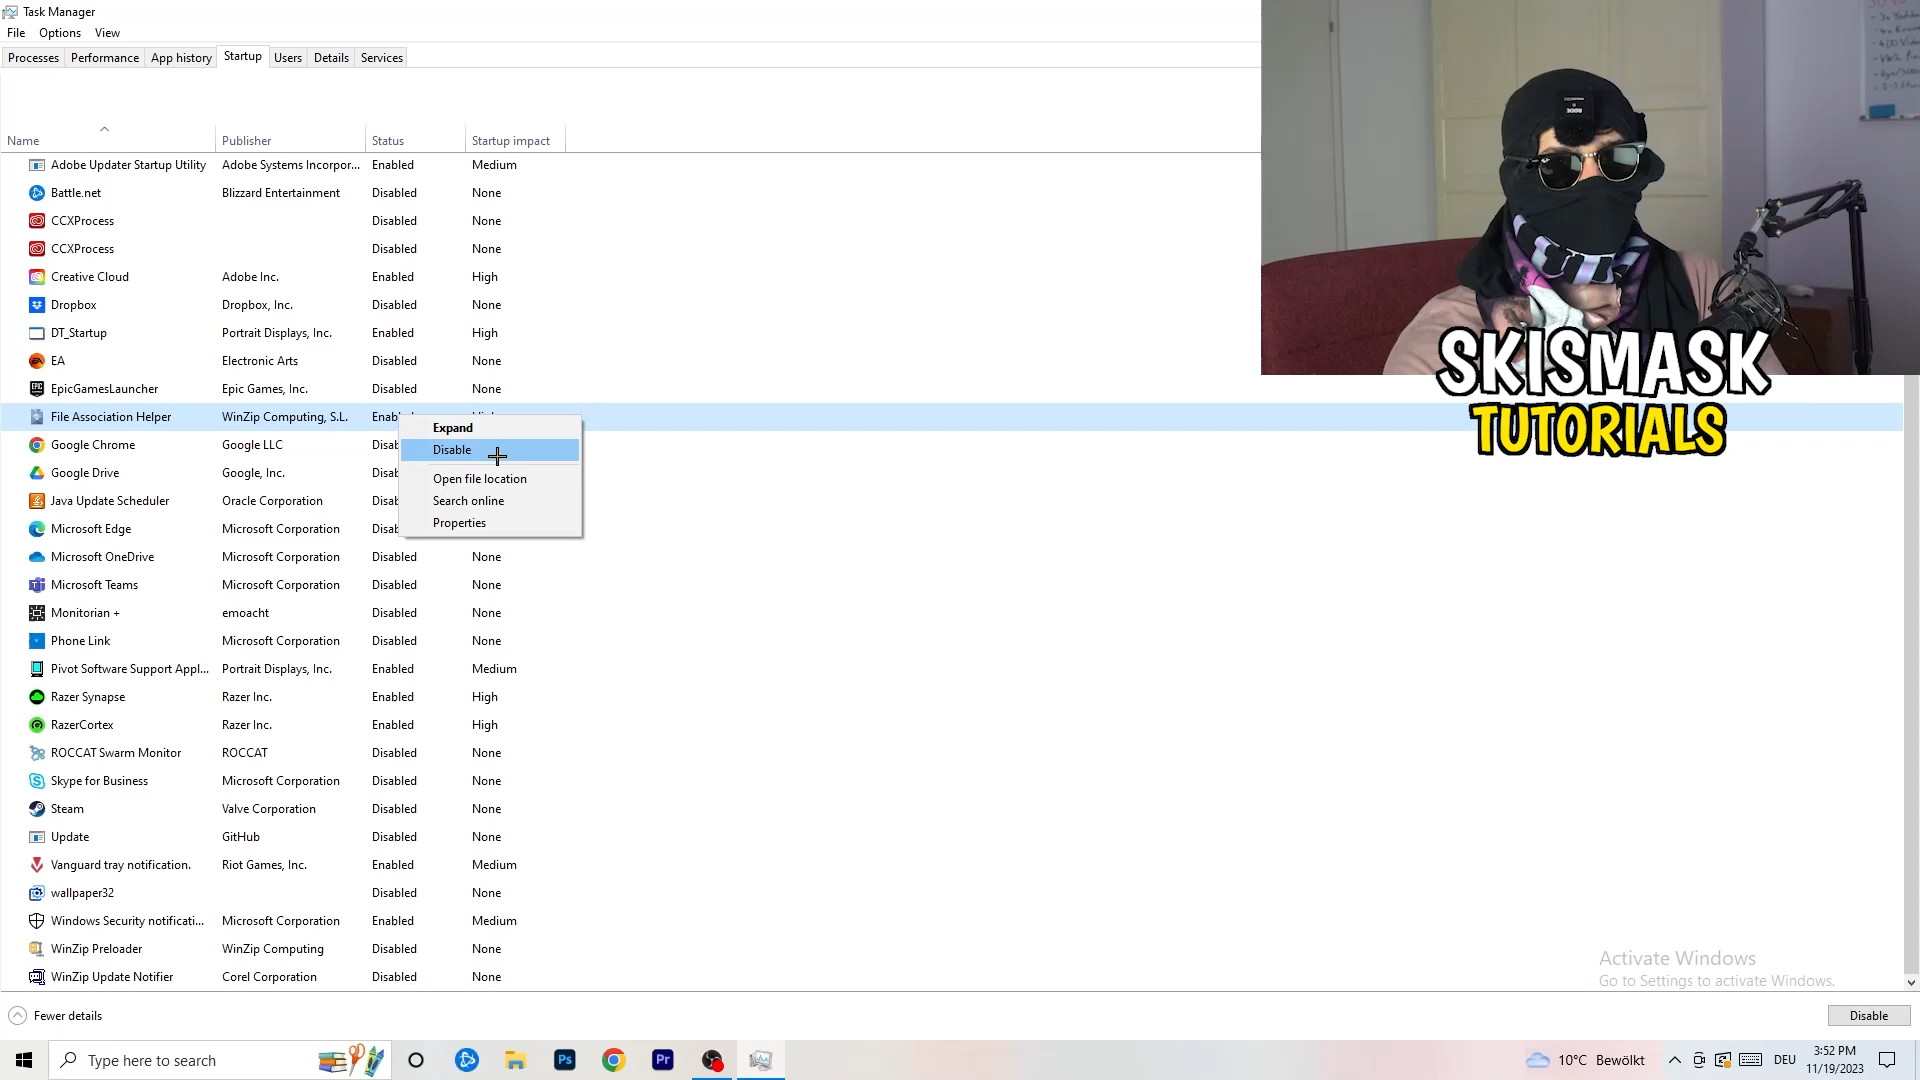 Task Manager
File Options View
Processes Performance App history Startup Users Details Services
Name Publisher Status Startup impact
Adobe Updater Startup Utility Adobe Systems Incorpor... Enabled Medium
Battle.net Blizzard Entertainment Disabled None
CCXProcess Disabled None
CCXProcess Disabled None
Creative Cloud Adobe Inc. Enabled High
Dropbox Dropbox, Inc. Disabled None
DT_Startup Portrait Displays, Inc. Enabled High
EA Electronic Arts Disabled None
EpicGamesLauncher Epic Games, Inc. Disabled None
File Association Helper WinZip Computing, S.L.
Google Chrome Google LLC
Google Drive Google, Inc.
Java Update Scheduler Oracle Corporation
Microsoft Edge Microsoft Corporation
Expand
Disable
Open file location
Search online
Properties
Microsoft OneDrive Microsoft Corporation Disabled None
Microsoft Teams Microsoft Corporation Disabled None
Monitorian + emoacht Disabled None
Phone Link Microsoft Corporation Disabled None
Pivot Software Support Appl... Portrait Displays, Inc. Enabled Medium
Razer Synapse Razer Inc. Enabled High
RazerCortex Razer Inc. Enabled High
ROCCAT Swarm Monitor ROCCAT Disabled None
Skype for Business Microsoft Corporation Disabled None
Steam Valve Corporation Disabled None
Update GitHub Disabled None
Vanguard tray notification. Riot Games, Inc. Enabled Medium
wallpaper32 Disabled None
Windows Security notificati... Microsoft Corporation Enabled Medium
WinZip Preloader WinZip Computing Disabled None
WinZip Update Notifier Corel Corporation Disabled None
SKISMASK
TUTORIALS
Activate Windows
Go to Settings to activate Windows.
Fewer details Disable
Type here to search
Ps
Pr
10°C Bewölkt
DEU
3:52 PM
11/19/2023